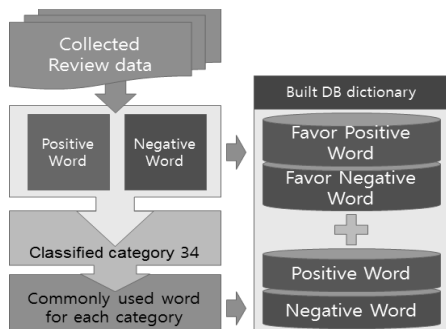 Collected
Review data
Positive
Word
Negative
Word
Classified category 34
Commonly used word
for each category
Built DB dictionary
Favor Positive
Word
Favor Negative
Word
Positive Word
Negative Word